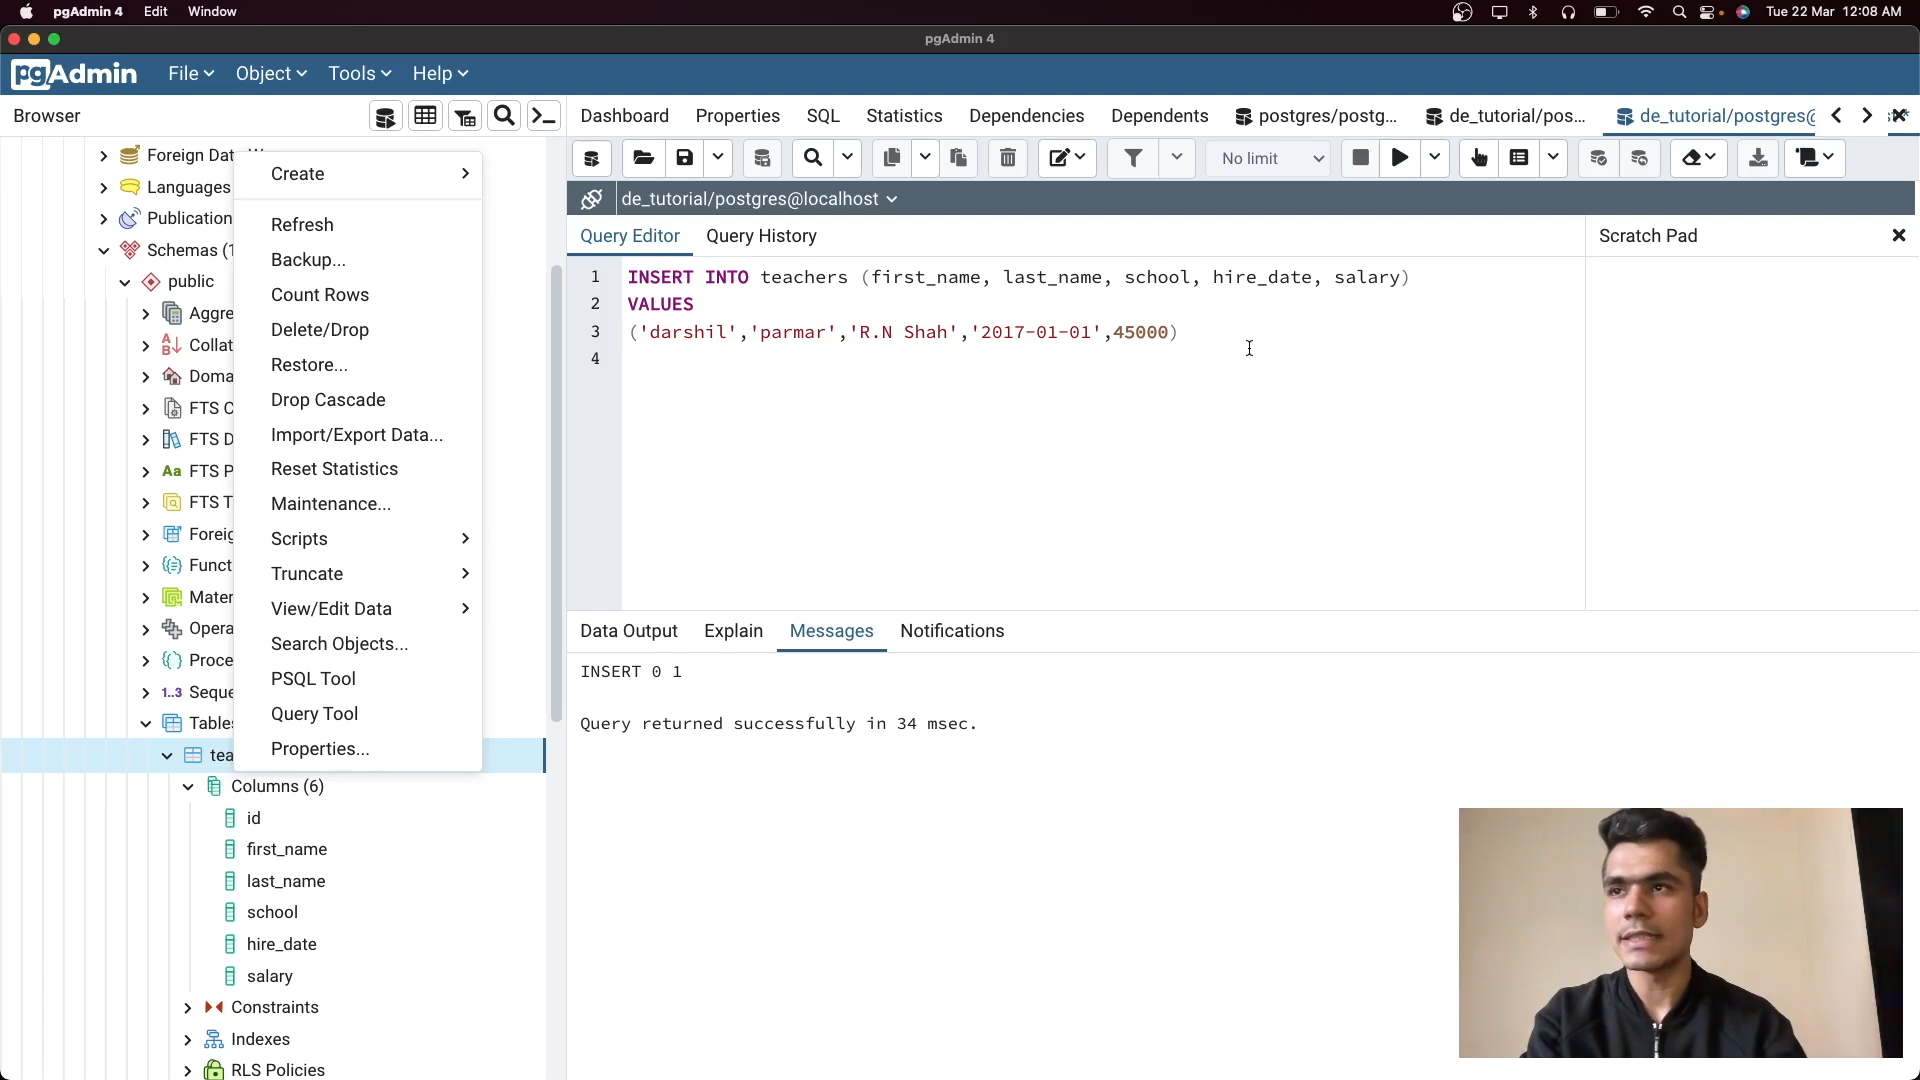 pgAdmin 4 Edit Window
Tue 22 Mar 12:08 AM
pgAdmin 4
pgAdmin File Object Tools Help
Browser
Dashboard Properties SQL Statistics Dependencies Dependents postgres/postg... de_tutorial/pos... de_tutorial/postgres@
No limit
de_tutorial/postgres@localhost
Query Editor Query History
Scratch Pad
1 INSERT INTO teachers (first_name, last_name, school, hire_date, salary)
2 VALUES
3 ('darshil','parmar','R.N Shah','2017-01-01',45000)
4
Foreign Dat
Languages
Publication
Schemas (1
public
Aggre
Collat
Doma
FTS C
FTS D
Aa FTS P
FTS T
Foreig
Funct
Mater
Opera
Proce
1..3 Seque
Tables
tea
Columns (6)
id
first_name
last_name
school
hire_date
salary
Constraints
Indexes
RLS Policies
Create
Refresh
Backup...
Count Rows
Delete/Drop
Restore...
Drop Cascade
Import/Export Data...
Reset Statistics
Maintenance...
Scripts
Truncate
View/Edit Data
Search Objects...
PSQL Tool
Query Tool
Properties...
Data Output Explain Messages Notifications
INSERT 0 1
Query returned successfully in 34 msec.